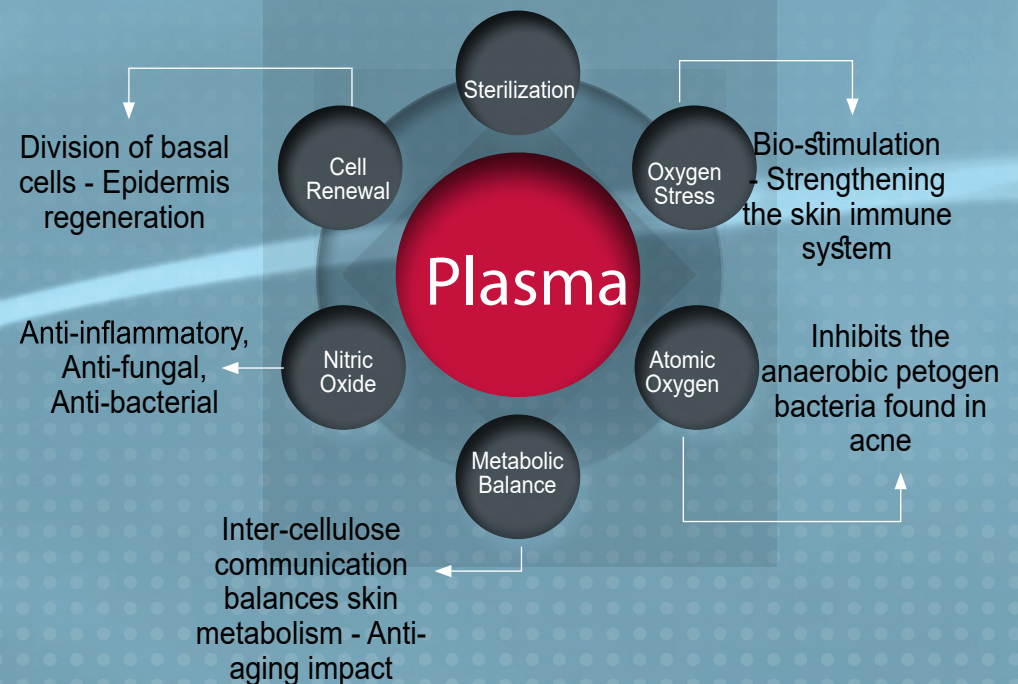 Sterilization
Cell
Renewal
Division of basal
cells - Epidermis
regeneration
Oxygen
Stress
Bio-stimulation
- Strengthening
the skin immune
system
Plasma
Nitric
Oxide
Anti-inflammatory,
Anti-fungal,
Anti-bacterial
Atomic
Oxygen
Inhibits the
anaerobic petogen
bacteria found in
acne
Metabolic
Balance
Inter-cellulose
communication
balances skin
metabolism - Anti-
aging impact